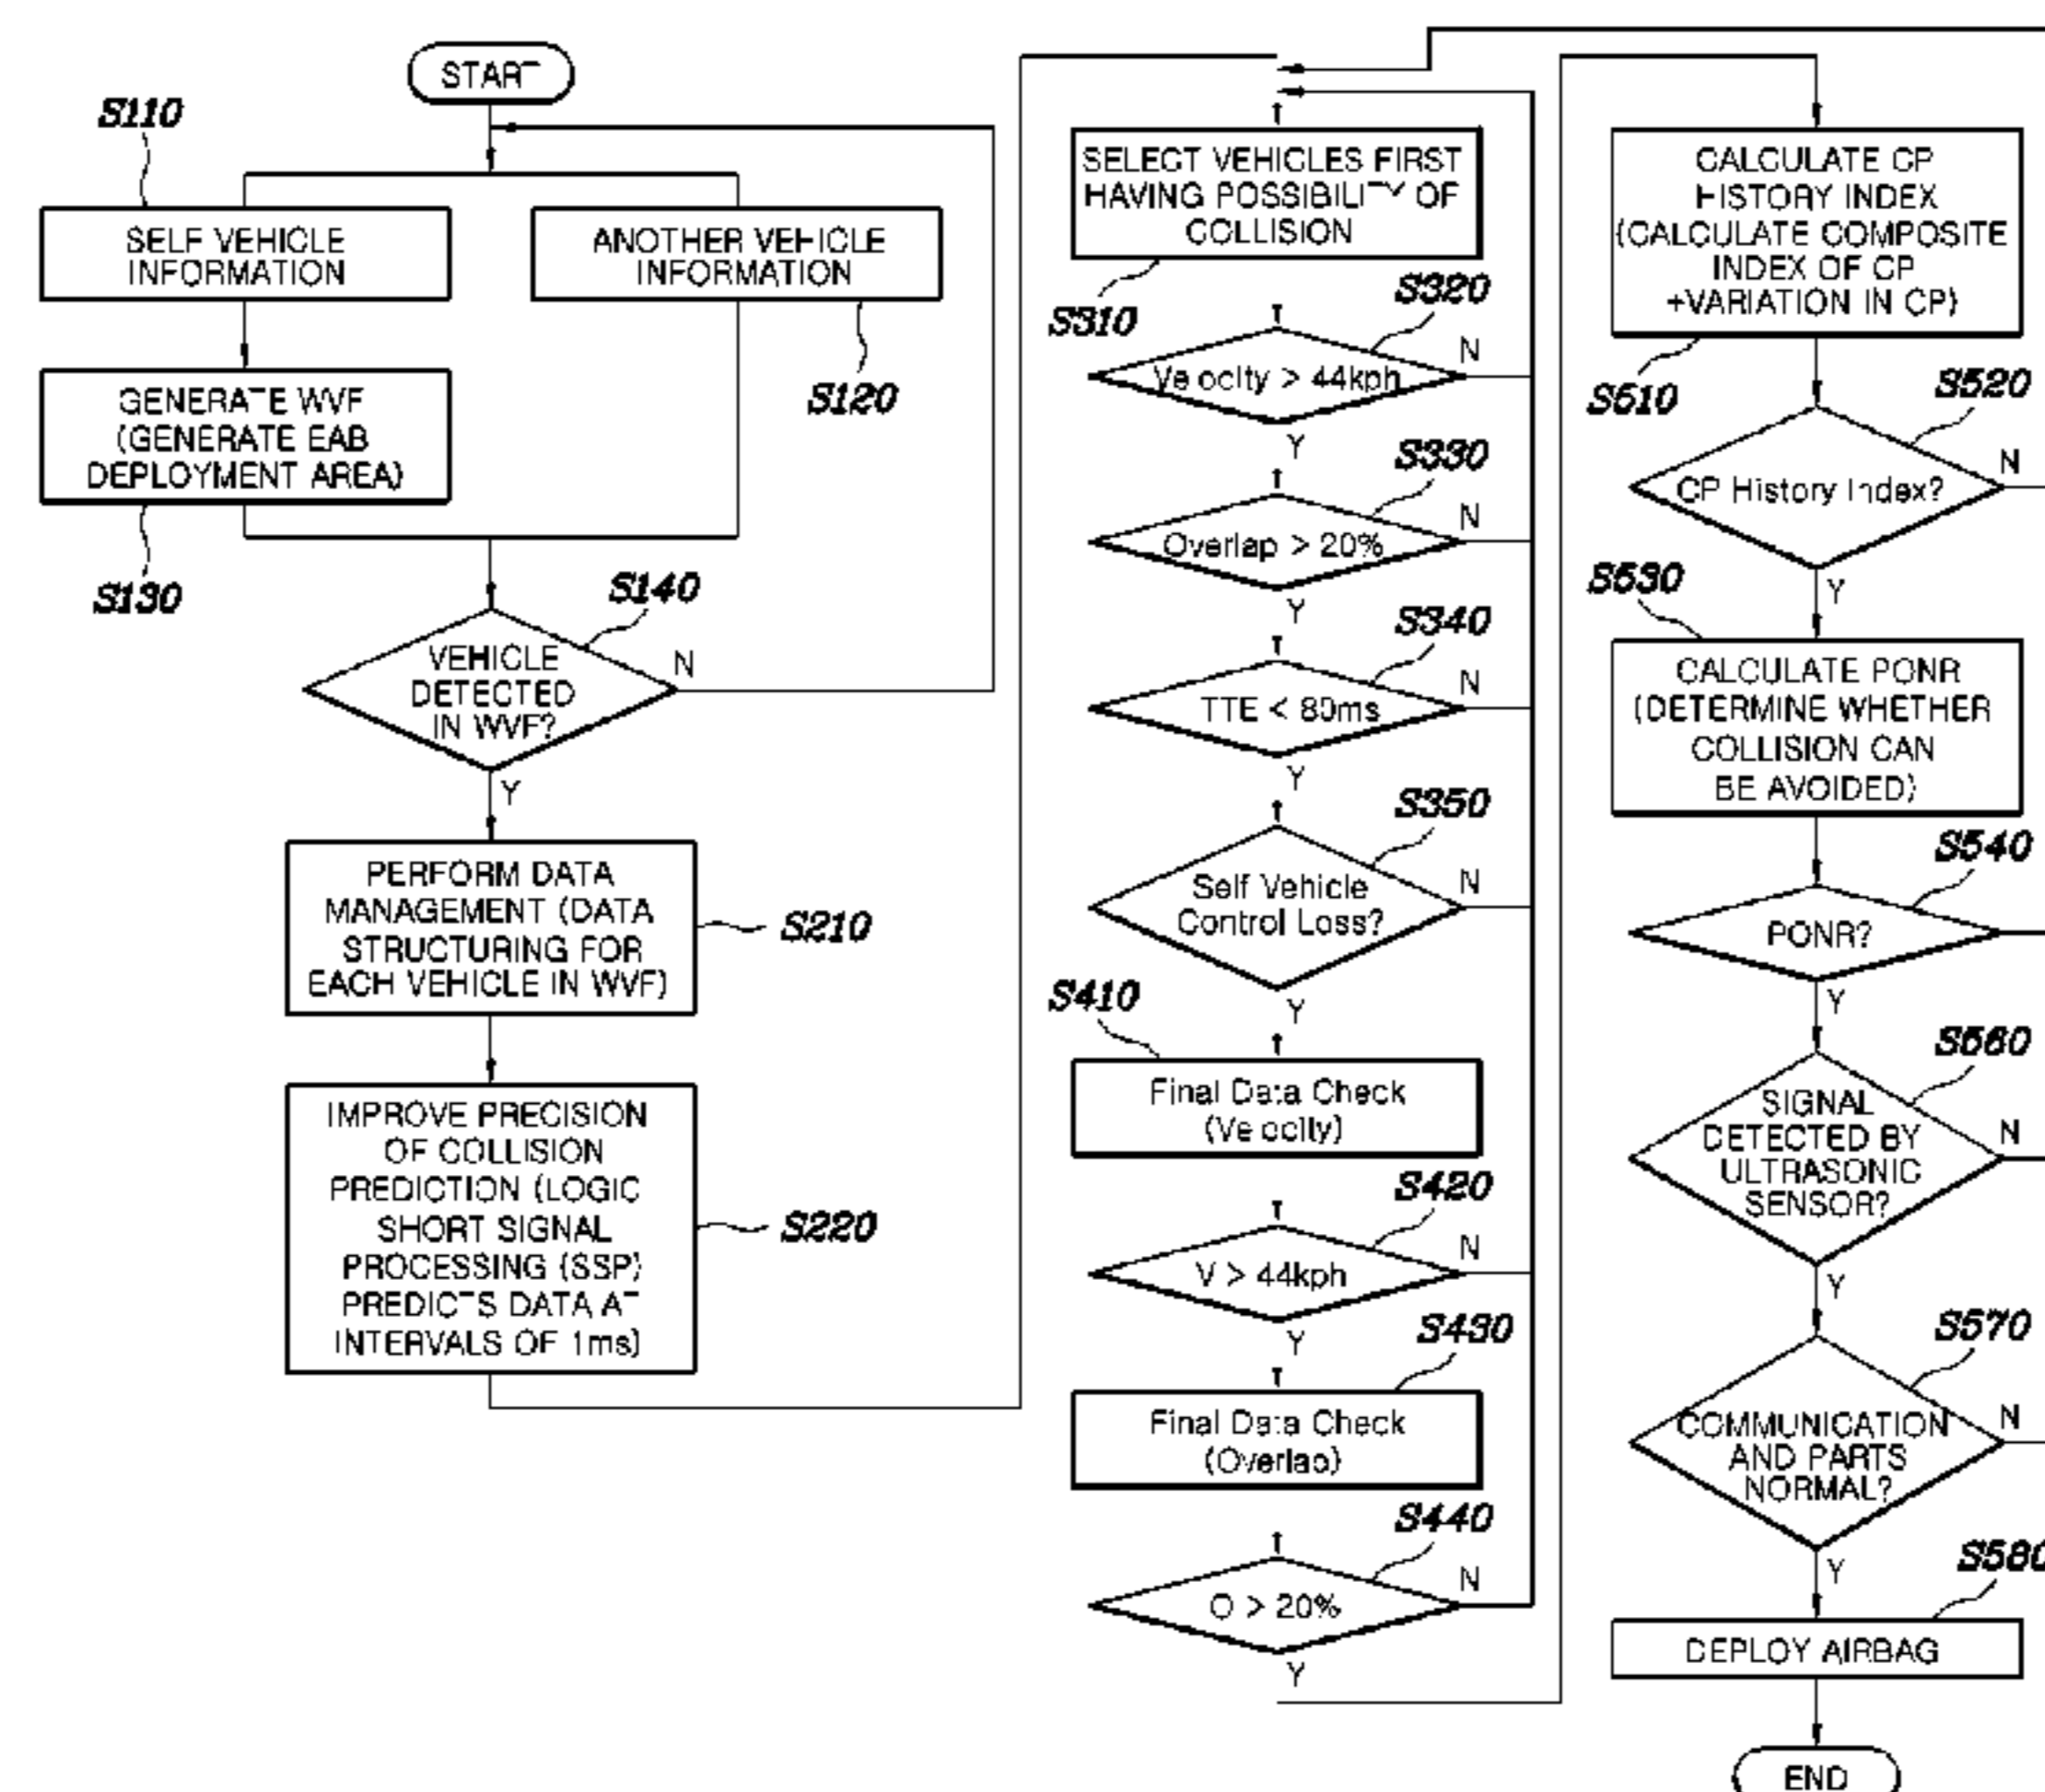 START
S110
SELF VEHICLE
INFORMATION
ANOTHER VEHICLE
INFORMATION
S120
GENERATE WVF
(GENERATE EAB
DEPLOYMENT AREA)
S130
S140
VEHICLE
DETECTED
IN WVF?
N
Y
PERFORM DATA
MANAGEMENT (DATA
STRUCTURING FOR
EACH VEHICLE IN WVF)
S210
IMPROVE PRECISION
OF COLLISION
PREDICTION (LOGIC
SHORT SIGNAL
PROCESSING (SSP)
PREDICTS DATA AT
INTERVALS OF 1ms)
S220
SELECT VEHICLES FIRST
HAVING POSSIBILITY OF
COLLISION
S310
S320
Velocity > 44kph
N
Y
S330
Overlap > 20%
N
Y
S340
TTE < 80ms
N
Y
S350
Self Vehicle
Control Loss?
N
Y
S410
Final Data Check
(Velocity)
S420
V > 44kph
N
Y
S430
Final Data Check
(Overlap)
S440
O > 20%
N
Y
CALCULATE CP
HISTORY INDEX
(CALCULATE COMPOSITE
INDEX OF CP
+VARIATION IN CP)
S510
S520
CP History Index?
N
Y
S530
CALCULATE PONR
(DETERMINE WHETHER
COLLISION CAN
BE AVOIDED)
S540
PONR?
Y
S560
SIGNAL
DETECTED BY
ULTRASONIC
SENSOR?
N
Y
S570
COMMUNICATION
AND PARTS
NORMAL?
N
Y
S580
DEPLOY AIRBAG
END